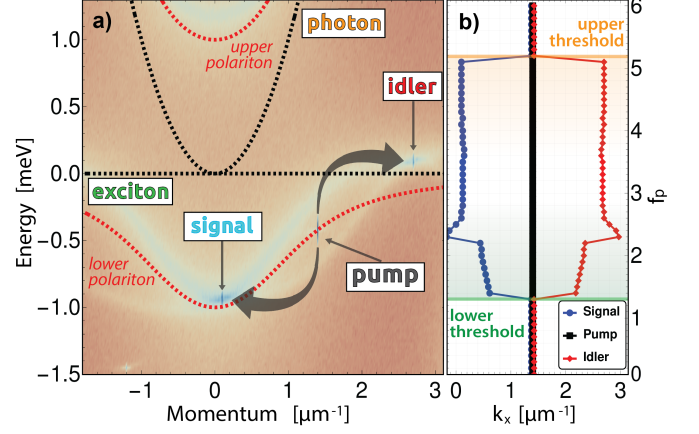 a)
photon
upper
polariton
idler
exciton
signal
lower
polariton
pump
1.0
0.5
0.0
−0.5
−1.0
−1.5
Energy [meV]
−1 0 1 2 3
Momentum [μm⁻¹]
b)
upper
threshold
lower
threshold
Signal
Pump
Idler
6
5
4
3
2
1
0
fp
0 1 2 3
kx [μm⁻¹]